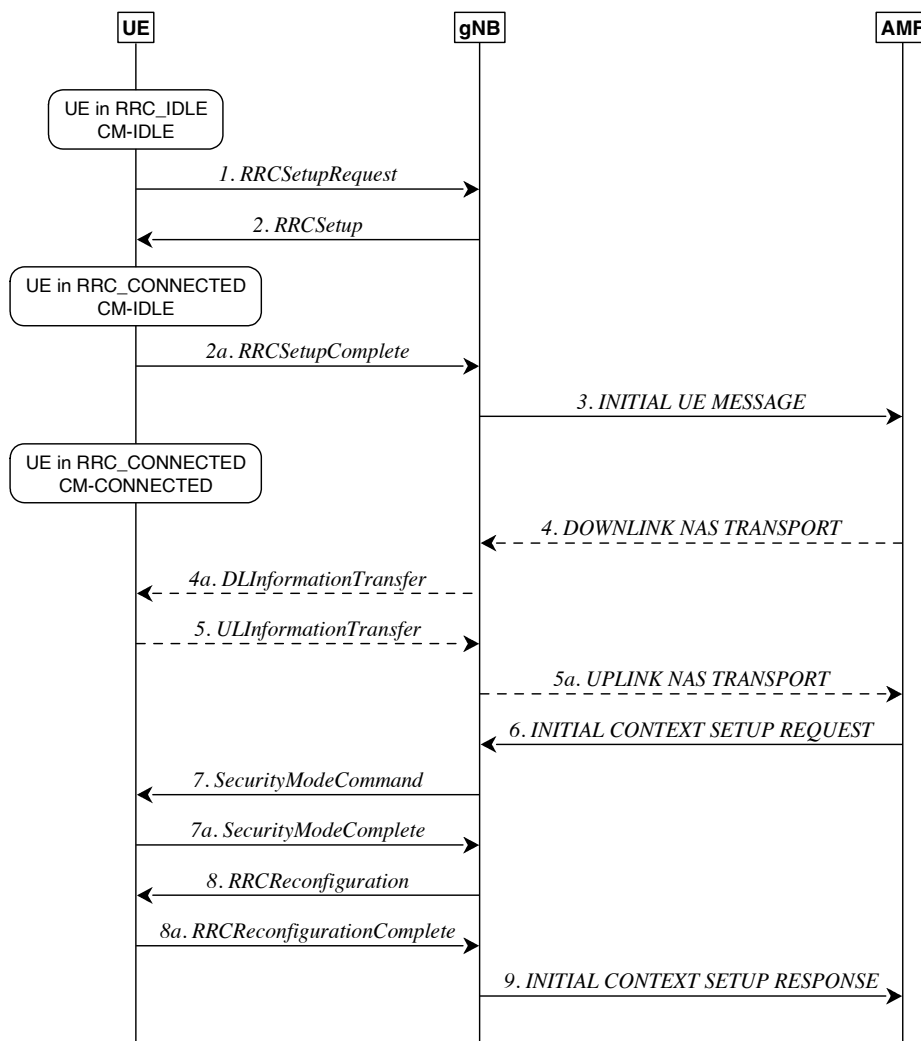 UE
gNB
AMF
UE in RRC_IDLE
CM-IDLE
1. RRCSetupRequest
2. RRCSetup
UE in RRC_CONNECTED
CM-IDLE
2a. RRCSetupComplete
3. INITIAL UE MESSAGE
UE in RRC_CONNECTED
CM-CONNECTED
4. DOWNLINK NAS TRANSPORT
4a. DLInformationTransfer
5. ULInformationTransfer
5a. UPLINK NAS TRANSPORT
6. INITIAL CONTEXT SETUP REQUEST
7. SecurityModeCommand
7a. SecurityModeComplete
8. RRCReconfiguration
8a. RRCReconfigurationComplete
9. INITIAL CONTEXT SETUP RESPONSE